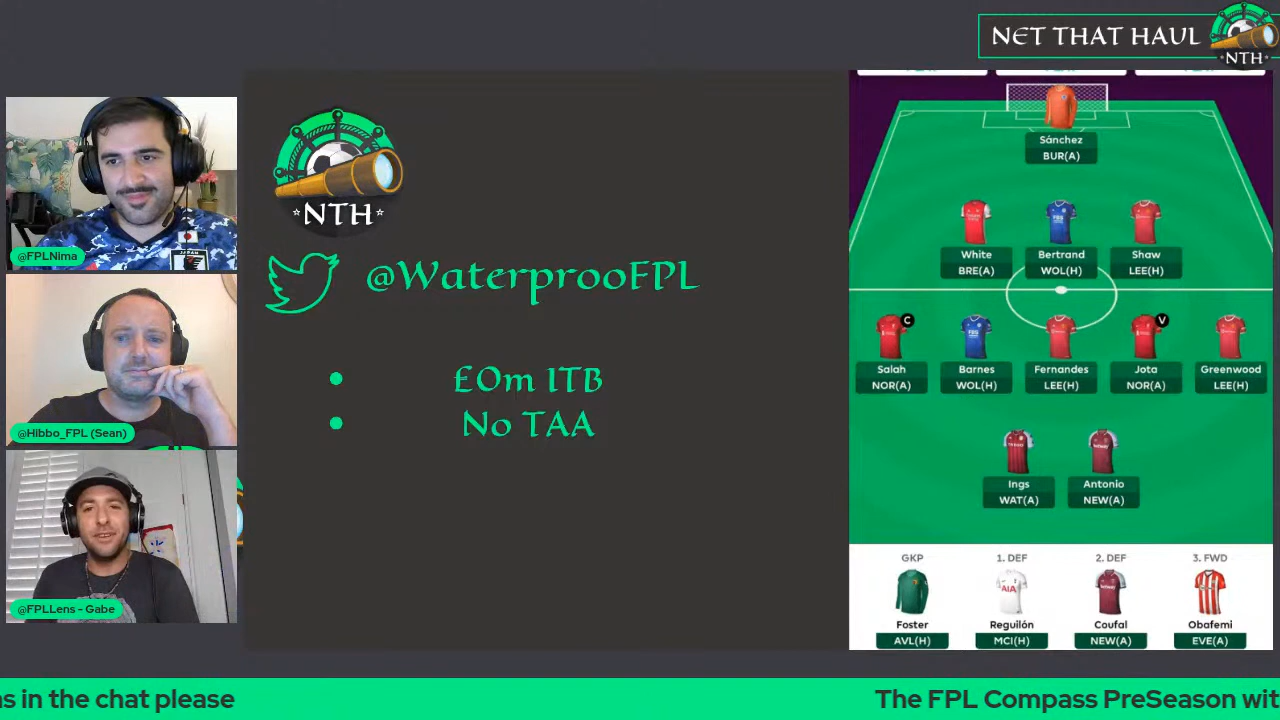 NET THAT HAUL
NTH
@FPLNima
@Hibbo_FPL (Sean)
@FPLLens - Gabe
NTH
@WaterprooFPL
• £0m ITB
• No TAA
Sánchez
BUR(A)
White Bertrand Shaw
BRE(A) WOL(H) LEE(H)
C V
Salah Barnes Fernandes Jota Greenwood
NOR(A) WOL(H) LEE(H) NOR(A) LEE(H)
Ings Antonio
WAT(A) NEW(A)
GKP 1. DEF 2. DEF 3. FWD
AIA
Foster Reguilón Coufal Obafemi
AVL(H) MCI(H) NEW(A) EVE(A)
s in the chat please The FPL Compass PreSeason wit